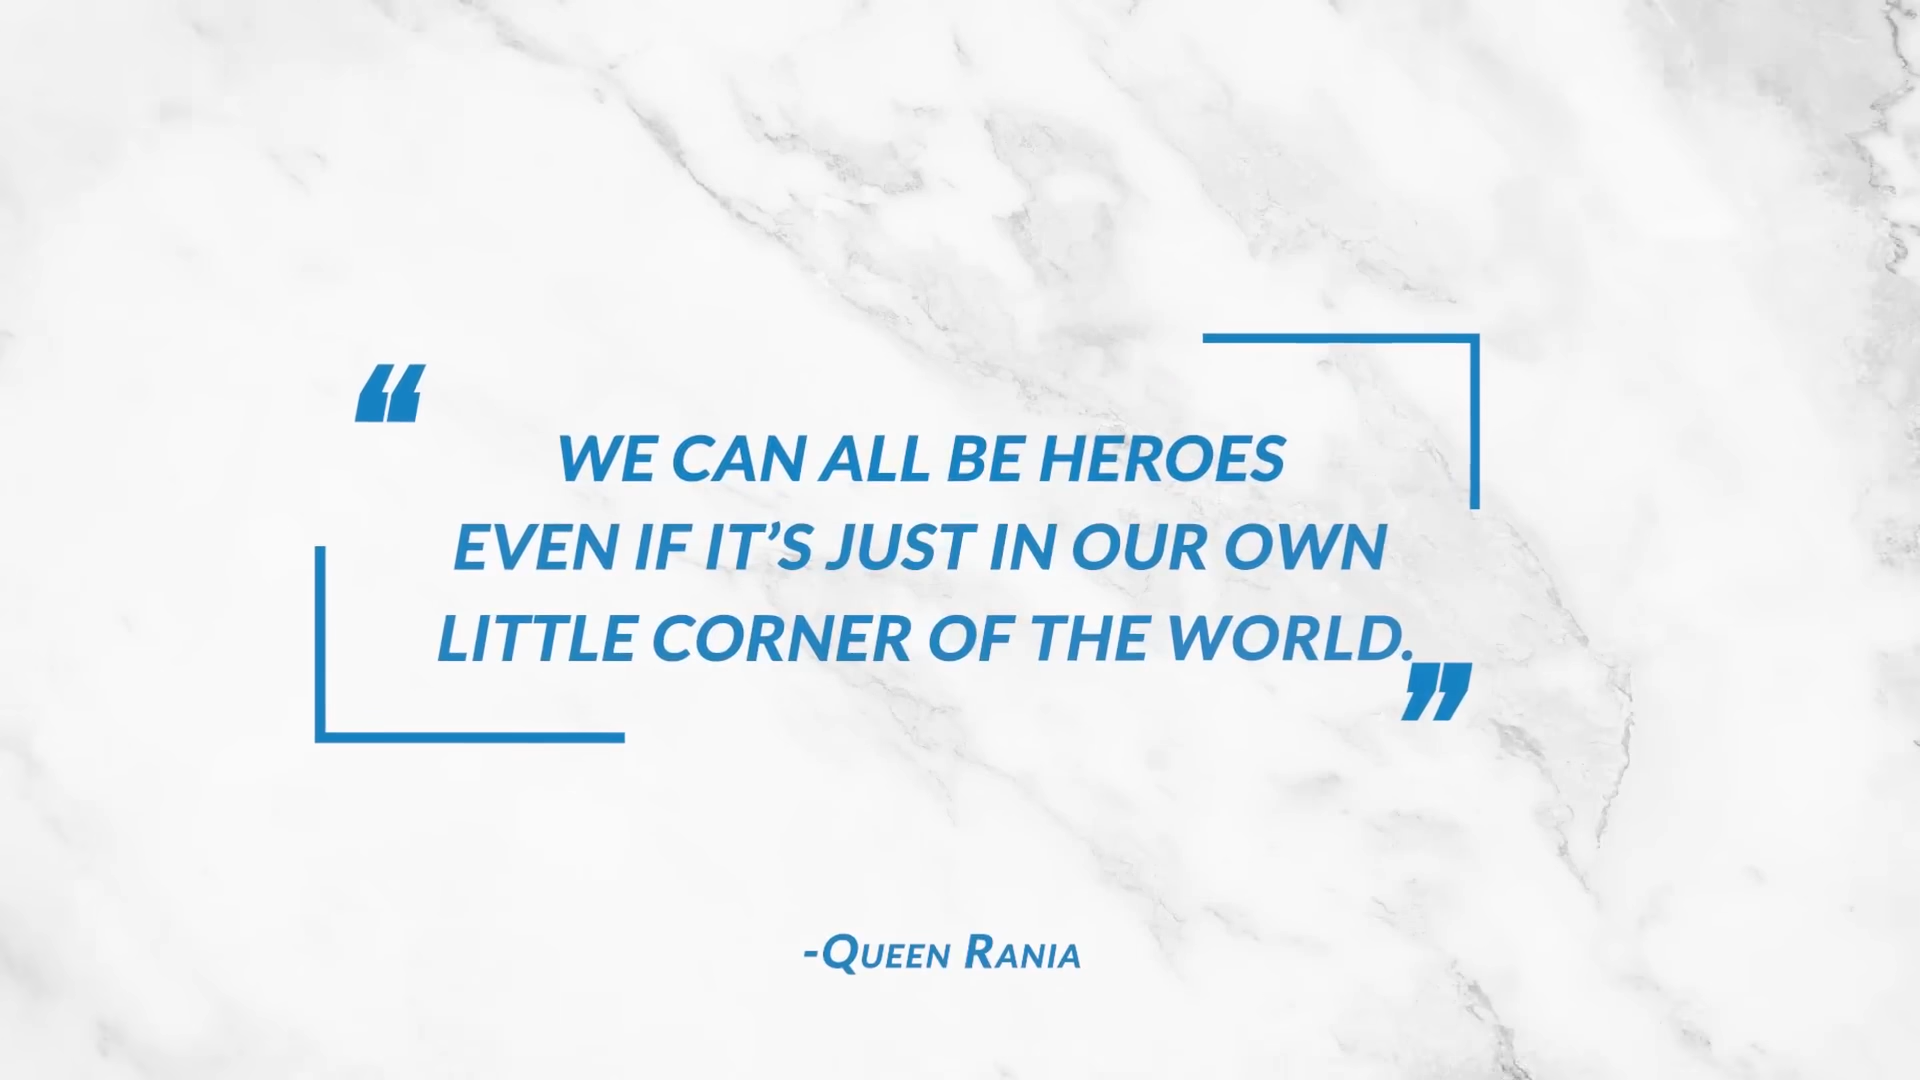 “
WE CAN ALL BE HEROES
EVEN IF IT’S JUST IN OUR OWN
LITTLE CORNER OF THE WORLD.
”
-QUEEN RANIA